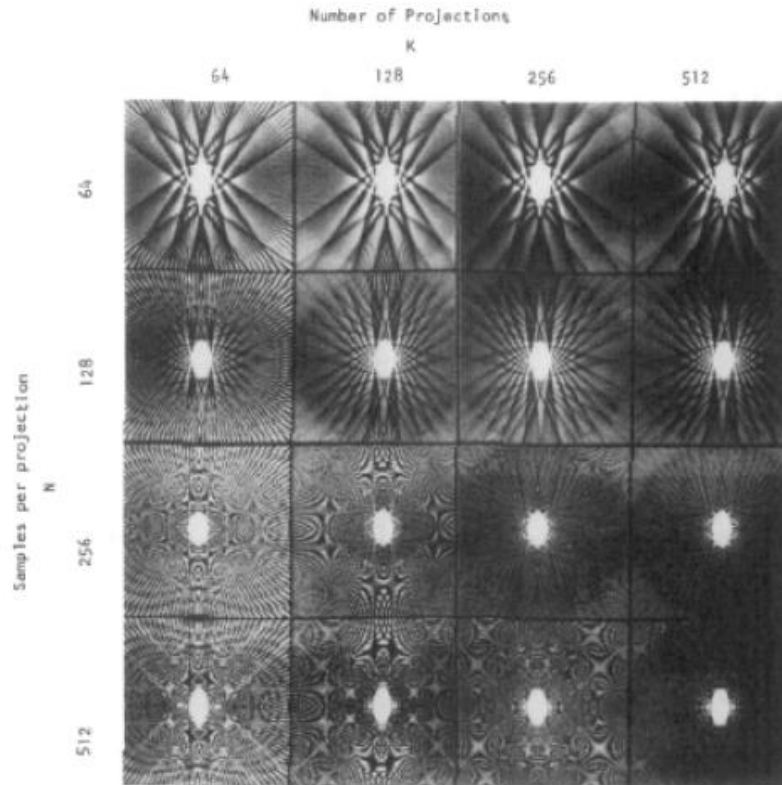 Number of Projections
K
64 128 256 512
64
128
256
512
Samples per projection
N